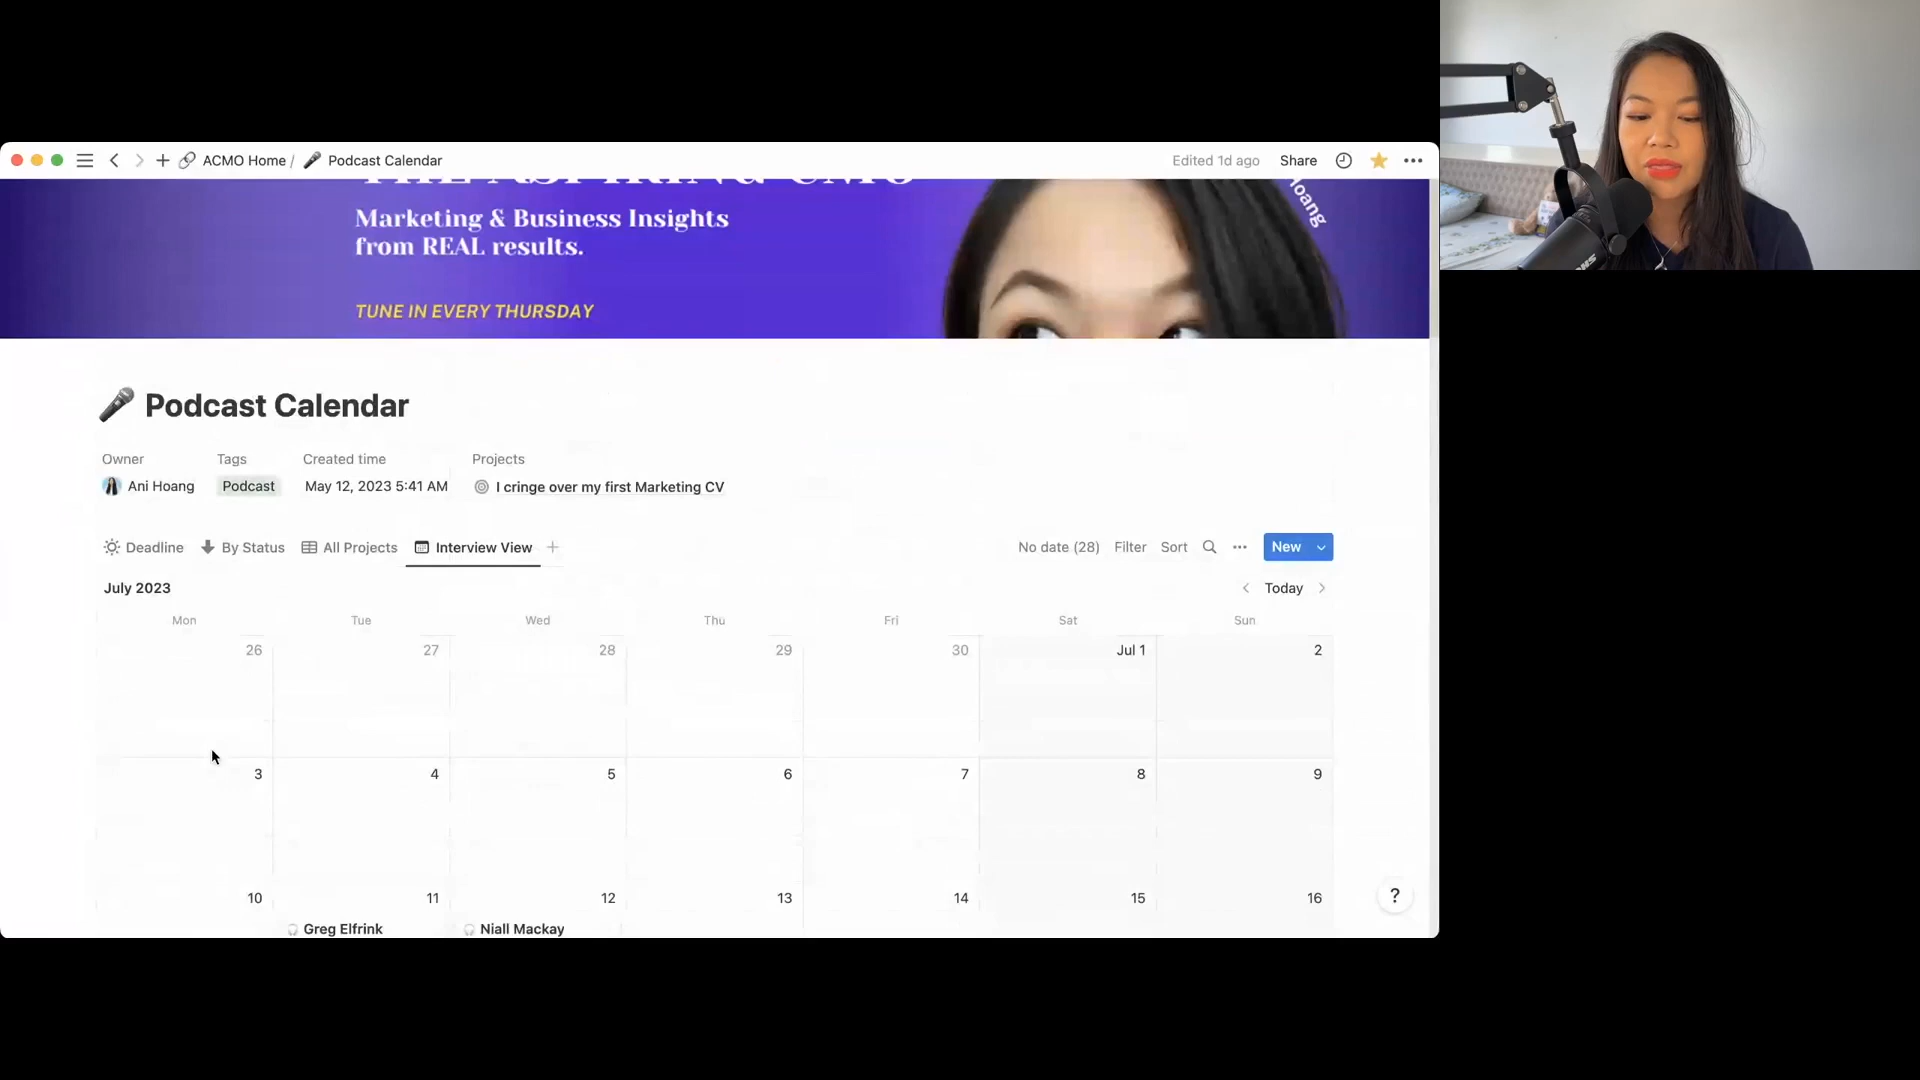 ACMO Home / Podcast Calendar
Edited 1d ago Share
THE ASPIRING CMO
Hoang
Marketing & Business Insights
from REAL results.
TUNE IN EVERY THURSDAY
Podcast Calendar
Owner Tags Created time Projects
Ani Hoang Podcast May 12, 2023 5:41 AM I cringe over my first Marketing CV
Deadline By Status All Projects Interview View No date (28) Filter Sort New
July 2023 Today
Mon Tue Wed Thu Fri Sat Sun
26 27 28 29 30 Jul 1 2
3 4 5 6 7 8 9
10 11 12 13 14 15 16
Greg Elfrink Niall Mackay
?